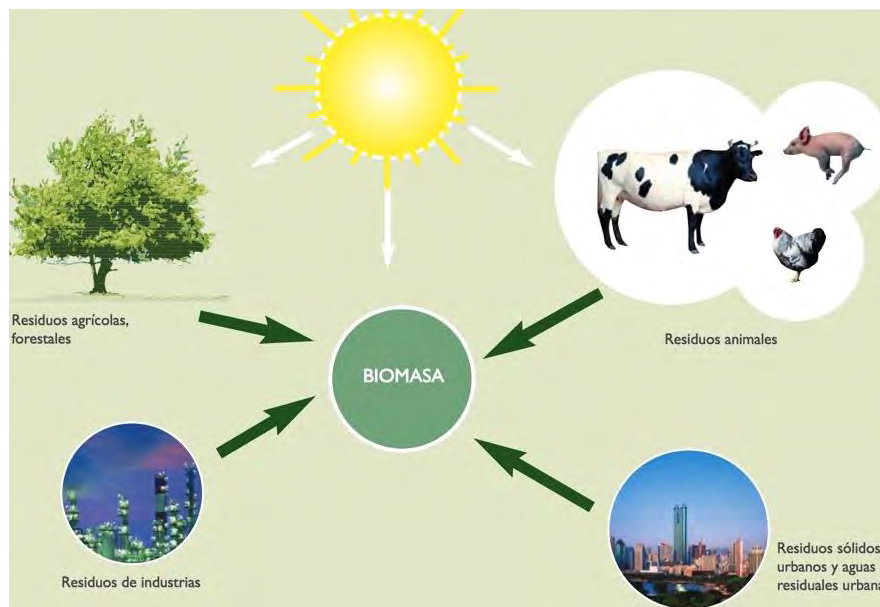 Residuos agrícolas,
forestales
Residuos animales
BIOMASA
Residuos de industrias
Residuos sólidos
urbanos y aguas
residuales urbana